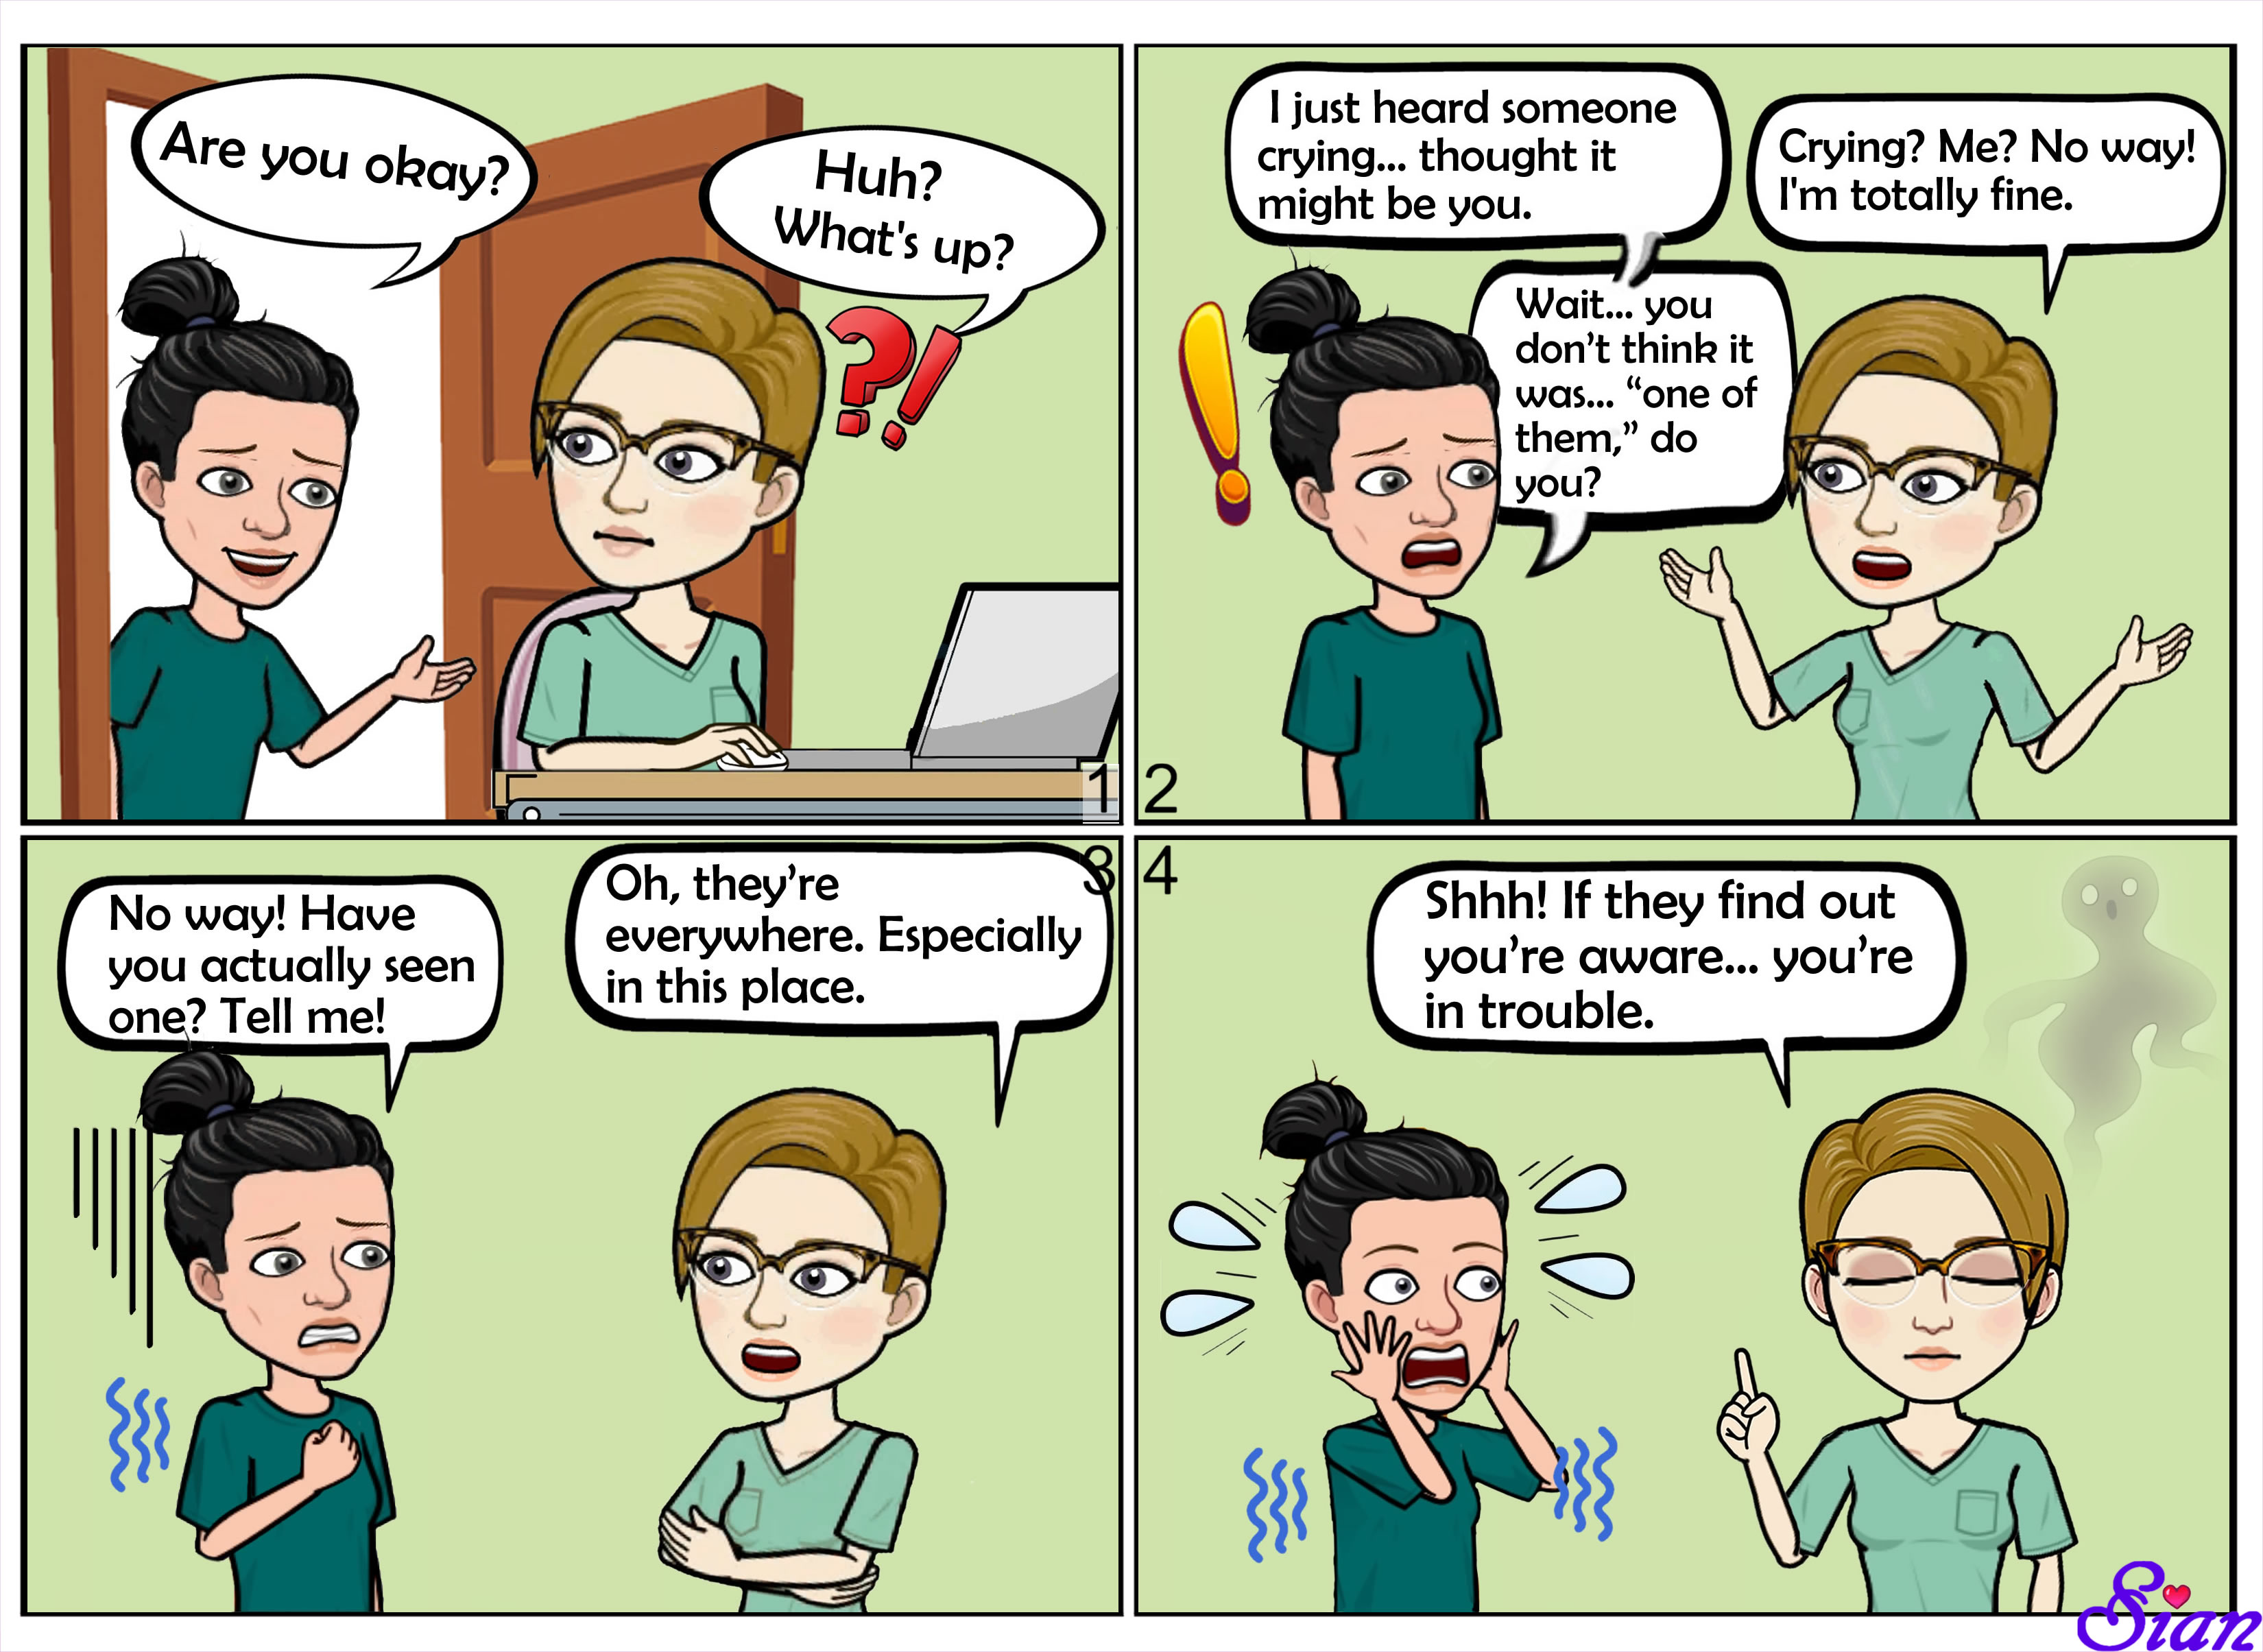 Are you okay?
Huh?
What's up?
1
I just heard someone
crying... thought it
might be you.
Crying? Me? No way!
I'm totally fine.
Wait... you
don’t think it
was... “one of
them,” do
you?
2
No way! Have
you actually seen
one? Tell me!
Oh, they’re
everywhere. Especially
in this place.
3
4
Shhh! If they find out
you’re aware... you’re
in trouble.
Sian